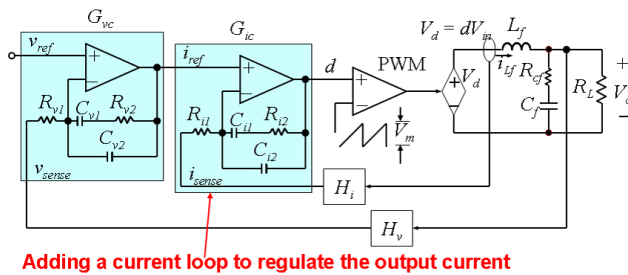 G_vc
G_ic
V_d = dV_in
L_f
v_ref
i_ref
d
PWM
i_Lf
R_cf
R_L
+
V_d
C_f
V_m
R_v1
C_v1
R_v2
C_v2
R_i1
C_i1
R_i2
C_i2
v_sense
i_sense
H_i
H_v
Adding a current loop to regulate the output current